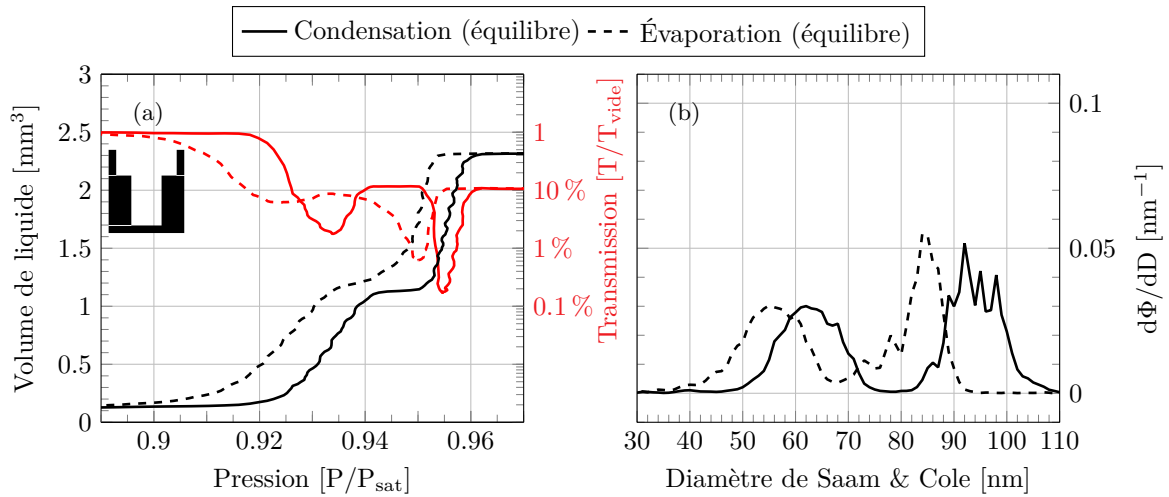 Condensation (équilibre) Évaporation (équilibre)
(a)
Volume de liquide [mm³]
3
2.5
2
1.5
1
0.5
0
0.9 0.92 0.94 0.96
Pression [P/P_sat]
1
10 %
1%
0.1 %
Transmission [T/T_vide]
(b)
30 40 50 60 70 80 90 100 110
Diamètre de Saam & Cole [nm]
0.1
0.05
0
dΦ/dD [nm⁻¹]